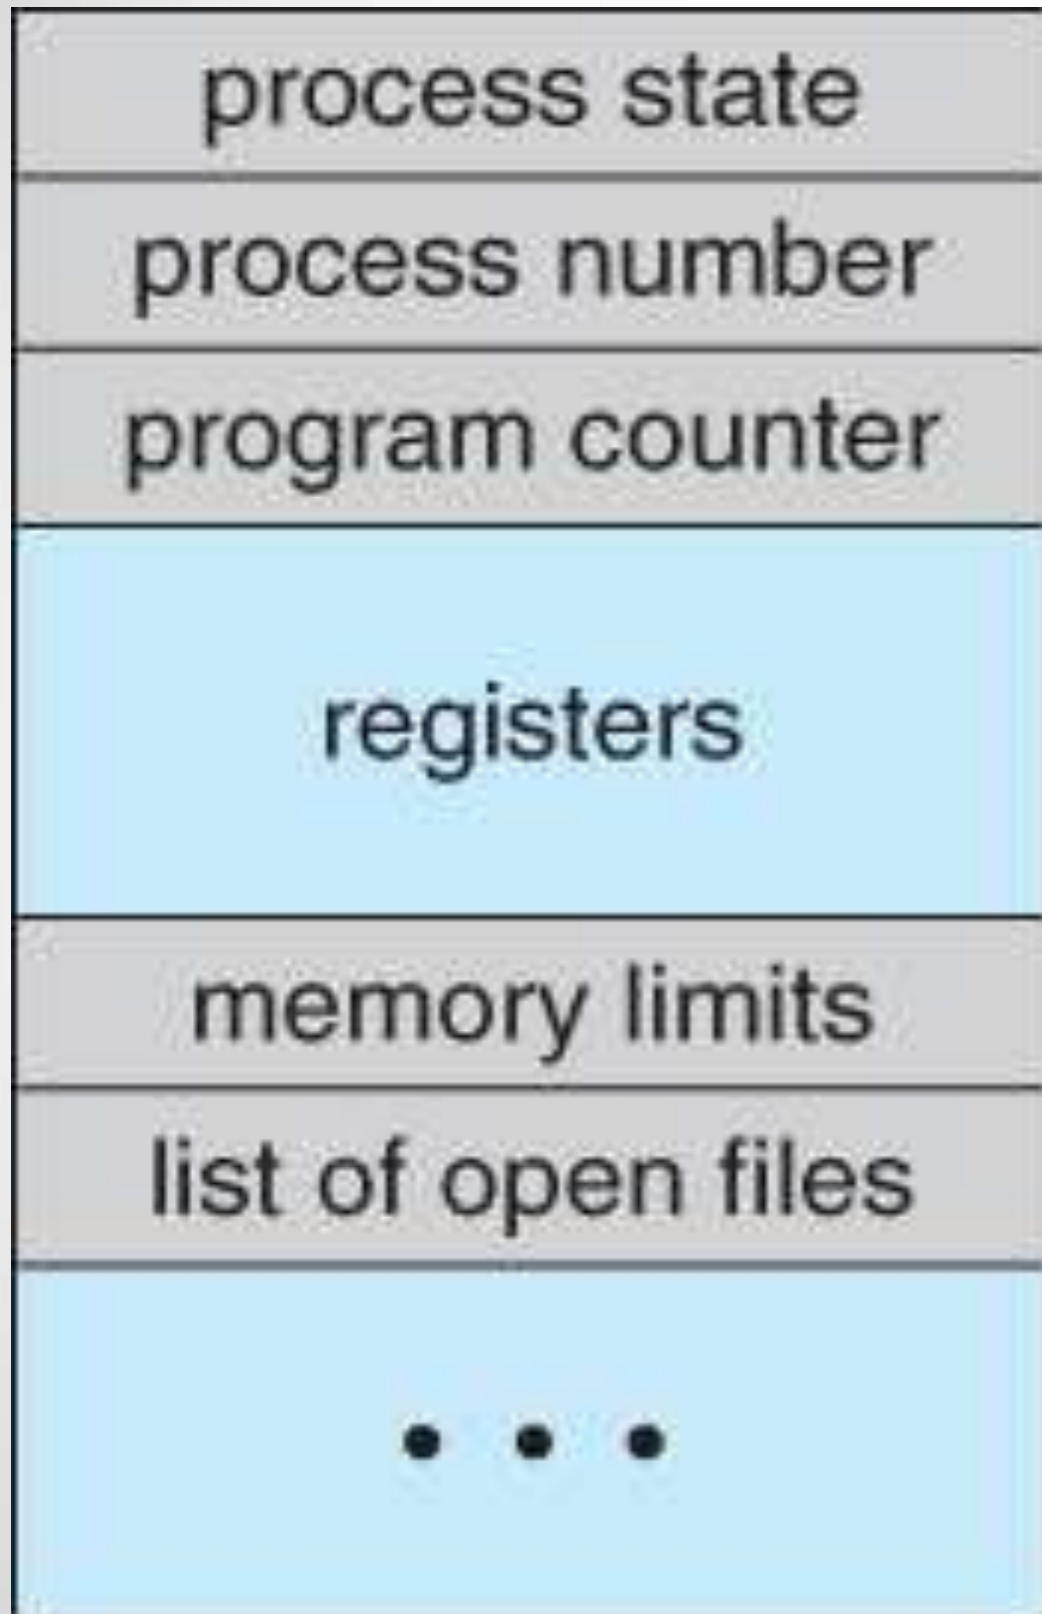 process state
process number
program counter
registers
memory limits
list of open files
• • •